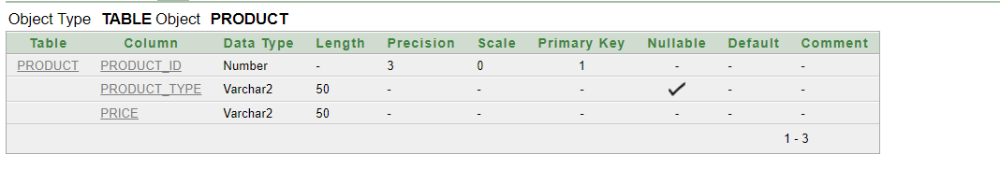 Object Type TABLE Object PRODUCT
Table Column Data Type Length Precision Scale Primary Key Nullable Default Comment
PRODUCT PRODUCT_ID Number - 3 0 1 - - -
PRODUCT_TYPE Varchar2 50 - - - ✓ - -
PRICE Varchar2 50 - - - - - -
1 - 3